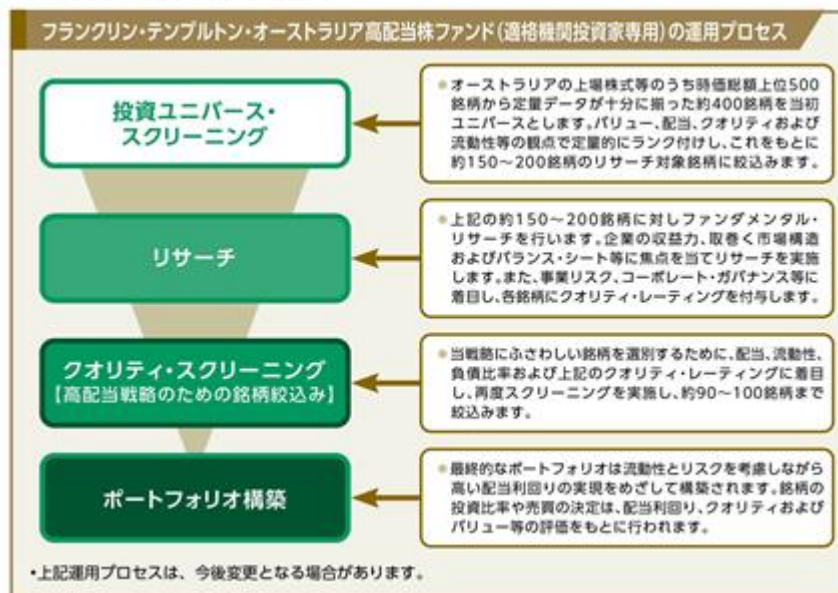 フランクリン・テンプルトン・オーストラリア高配当株ファンド(適格機関投資家専用)の運用プロセス
投資ユニバース・
スクリーニング
●オーストラリアの上場株式等のうち時価総額上位500
銘柄から定量データが十分に揃った約400銘柄を当初
ユニバースとします。バリュー、配当、クオリティおよび
流動性等の観点で定量的にランク付けし、これをもとに
約150～200銘柄のリサーチ対象銘柄に絞込みます。
リサーチ
●上記の約150～200銘柄に対しファンダメンタル・
リサーチを行います。企業の収益力、取巻く市場構造
およびバランス・シート等に焦点を当てリサーチを実施
します。また、事業リスク、コーポレート・ガバナンス等に
着目し、各銘柄にクオリティ・レーティングを付与します。
クオリティ・スクリーニング
【高配当戦略のための銘柄絞込み】
●当戦略にふさわしい銘柄を選別するために、配当、流動性、
負債比率および上記のクオリティ・レーティングに着目
し、再度スクリーニングを実施し、約90～100銘柄まで
絞込みます。
ポートフォリオ構築
●最終的なポートフォリオは流動性とリスクを考慮しながら
高い配当利回りの実現をめざして構築されます。銘柄の
投資比率や売買の決定は、配当利回り、クオリティおよび
バリュー等の評価をもとに行われます。
・上記運用プロセスは、今後変更となる場合があります。